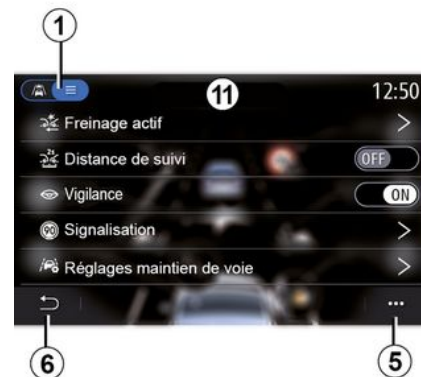 1
11
12:50
Freinage actif
Distance de suivi
OFF
Vigilance
ON
90 Signalisation
Réglages maintien de voie
6
5